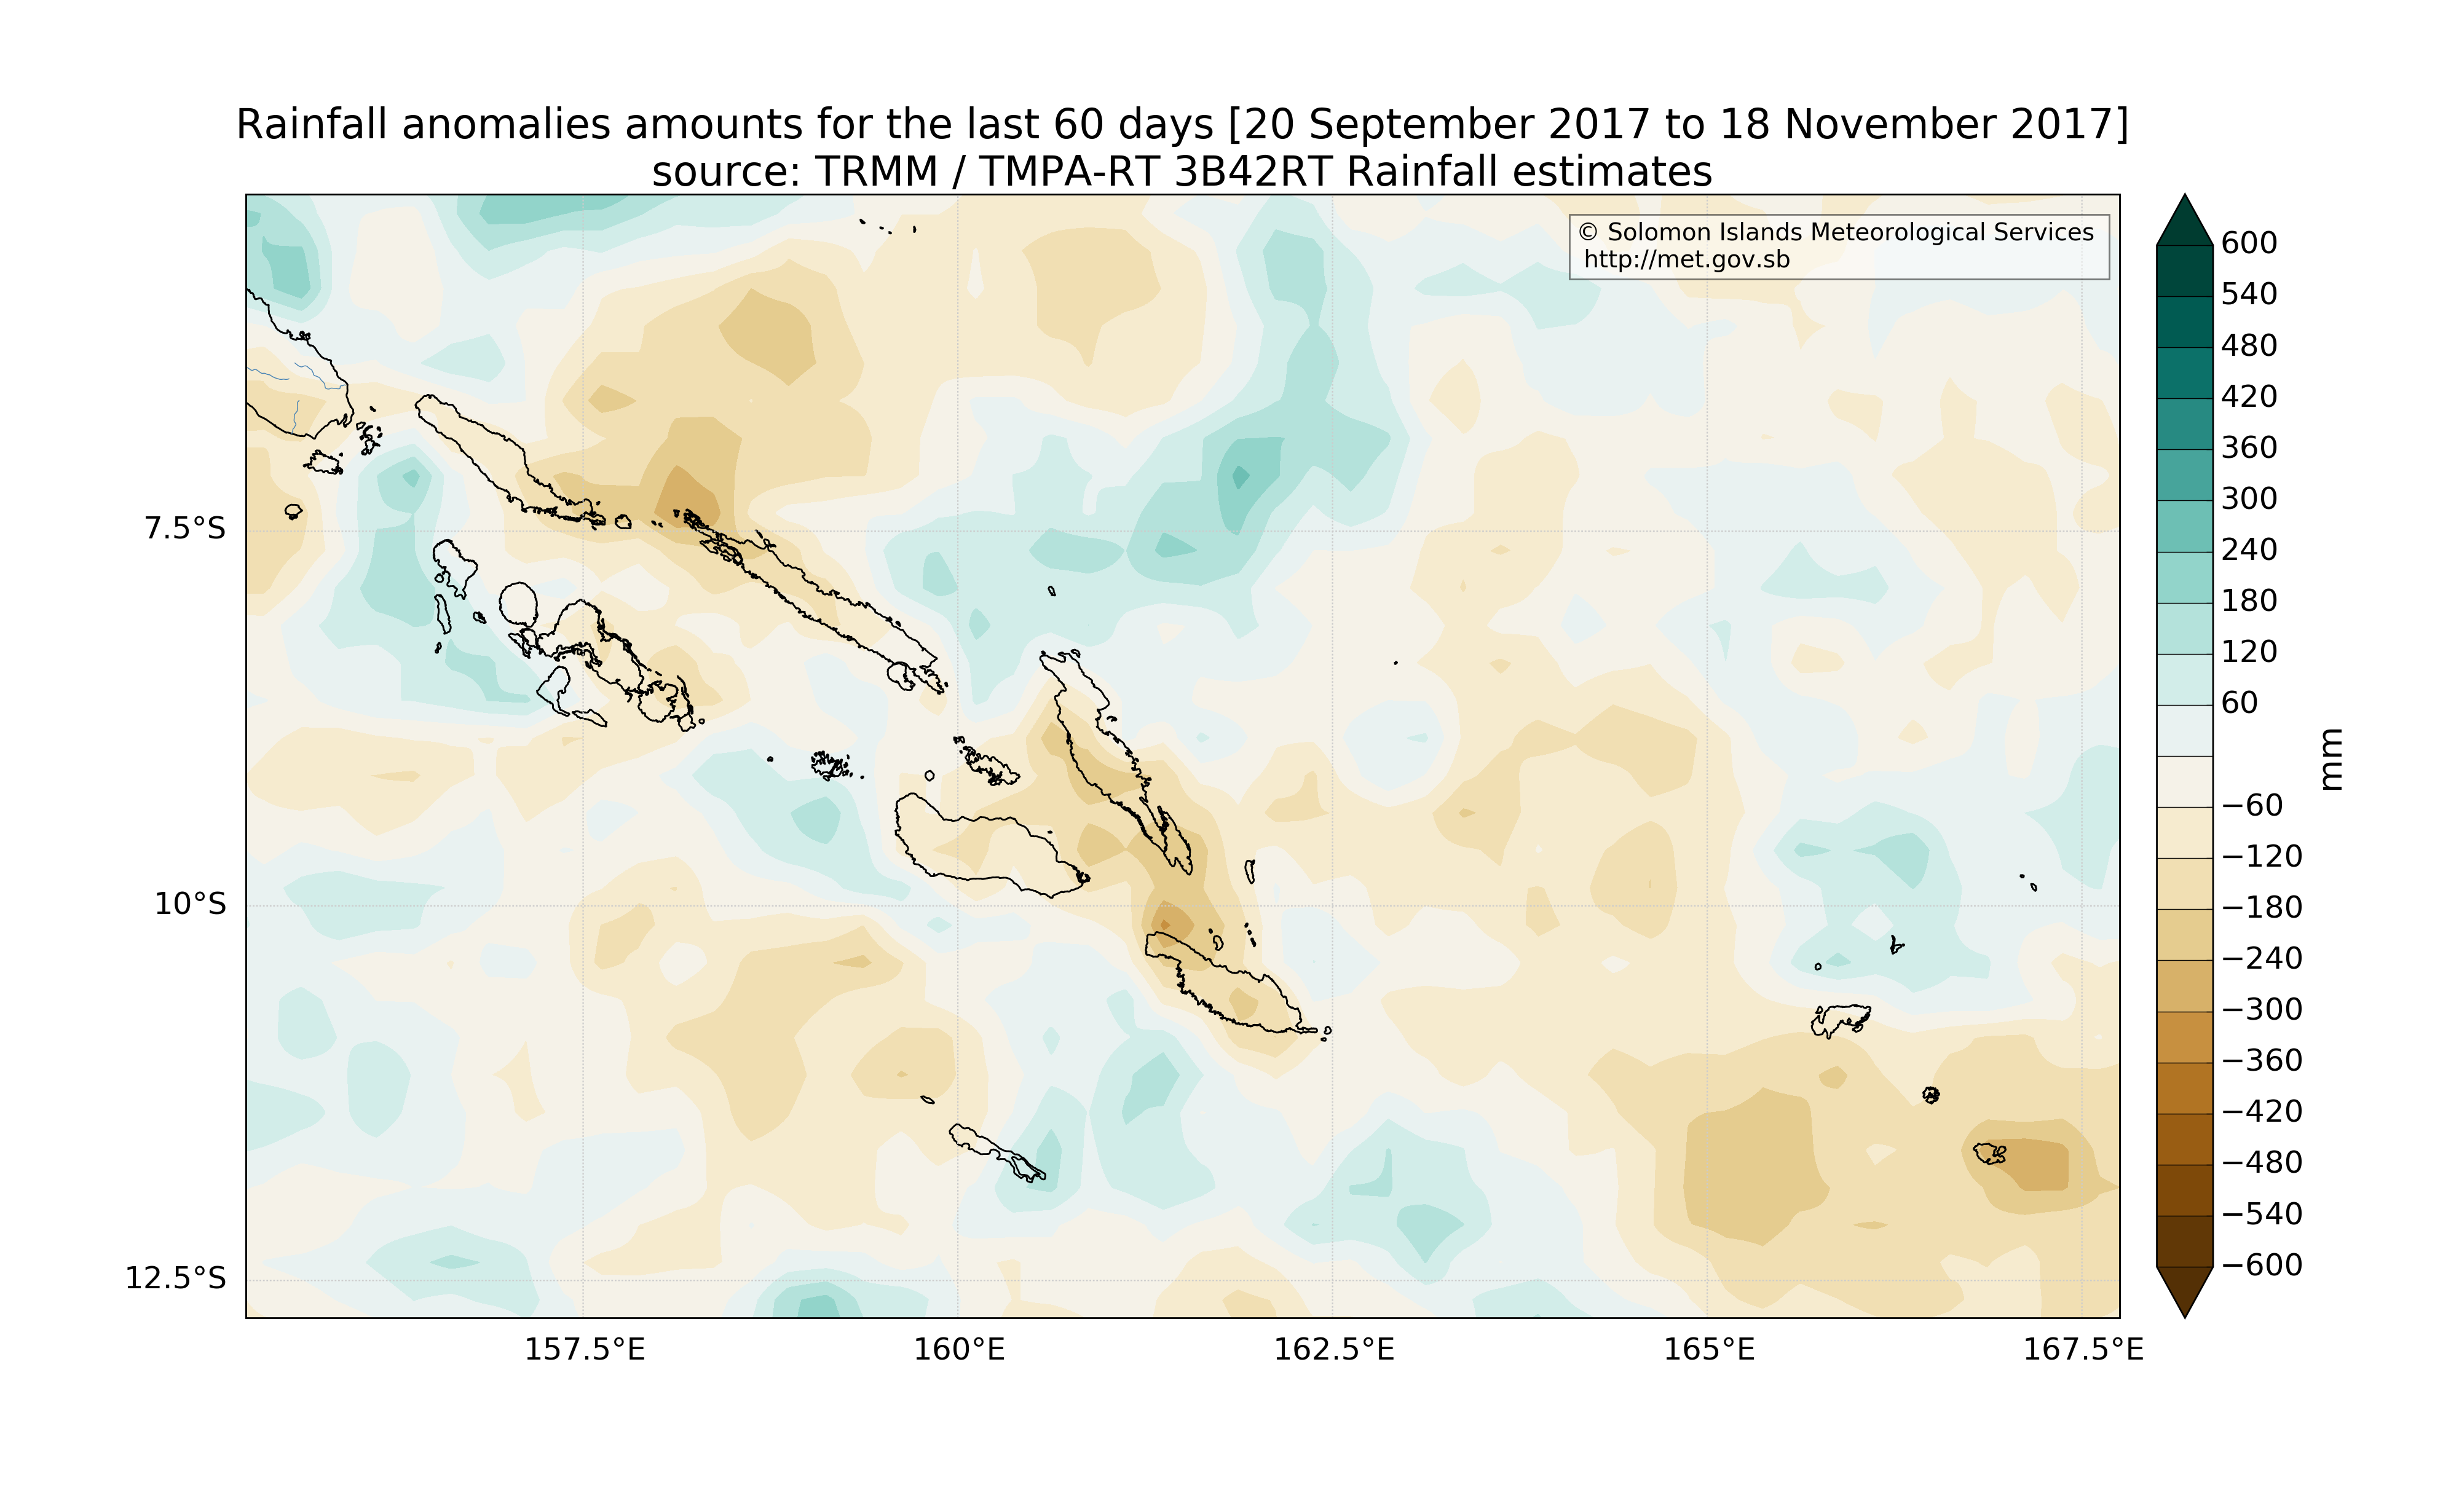 Rainfall anomalies amounts for the last 60 days [20 September 2017 to 18 November 2017]
source: TRMM / TMPA-RT 3B42RT Rainfall estimates
© Solomon Islands Meteorological Services
http://met.gov.sb
7.5°S
10°S
12.5°S
157.5°E
160°E
162.5°E
165°E
167.5°E
600
540
480
420
360
300
240
180
120
60
−60
−120
−180
−240
−300
−360
−420
−480
−540
−600
mm